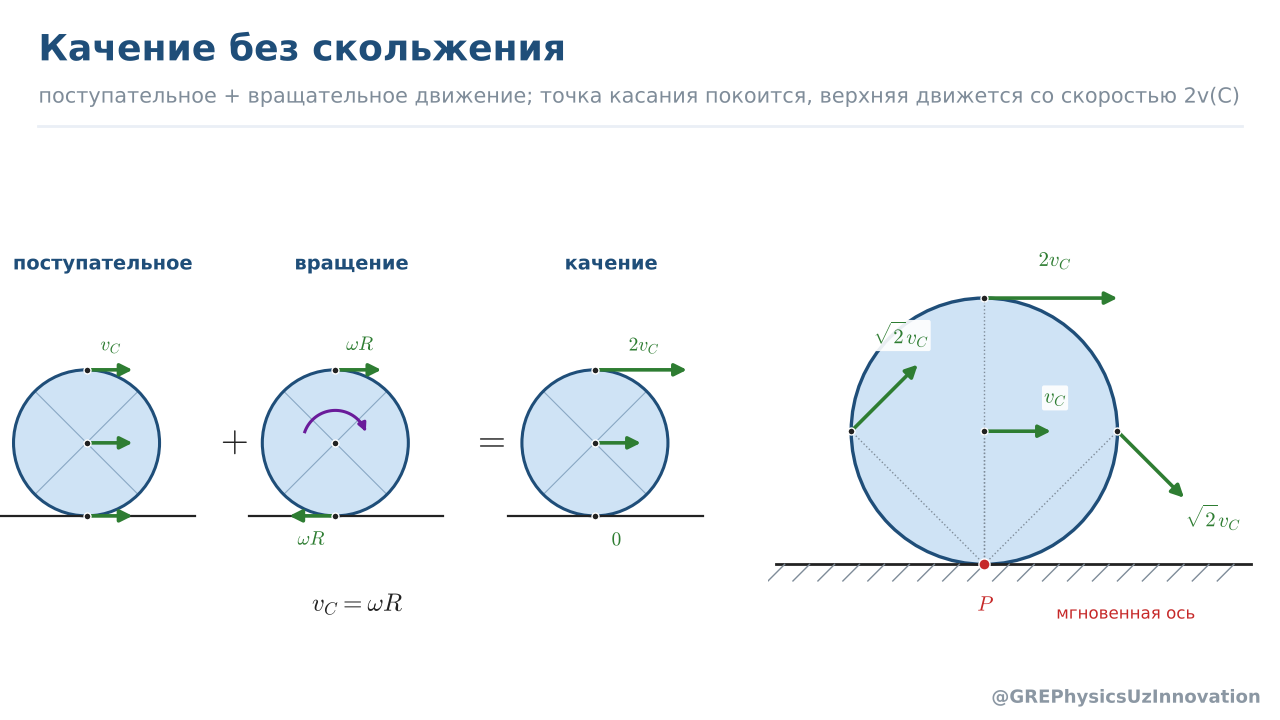 Качение без скольжения
поступательное + вращательное движение; точка касания покоится, верхняя движется со скоростью 2v(C)
поступательное
вращение
качение
2v_C
√2 v_C
v_C
ωR
2v_C
v_C
+
=
√2 v_C
ωR
0
v_C = ωR
P
мгновенная ось
@GREPhysicsUzInnovation